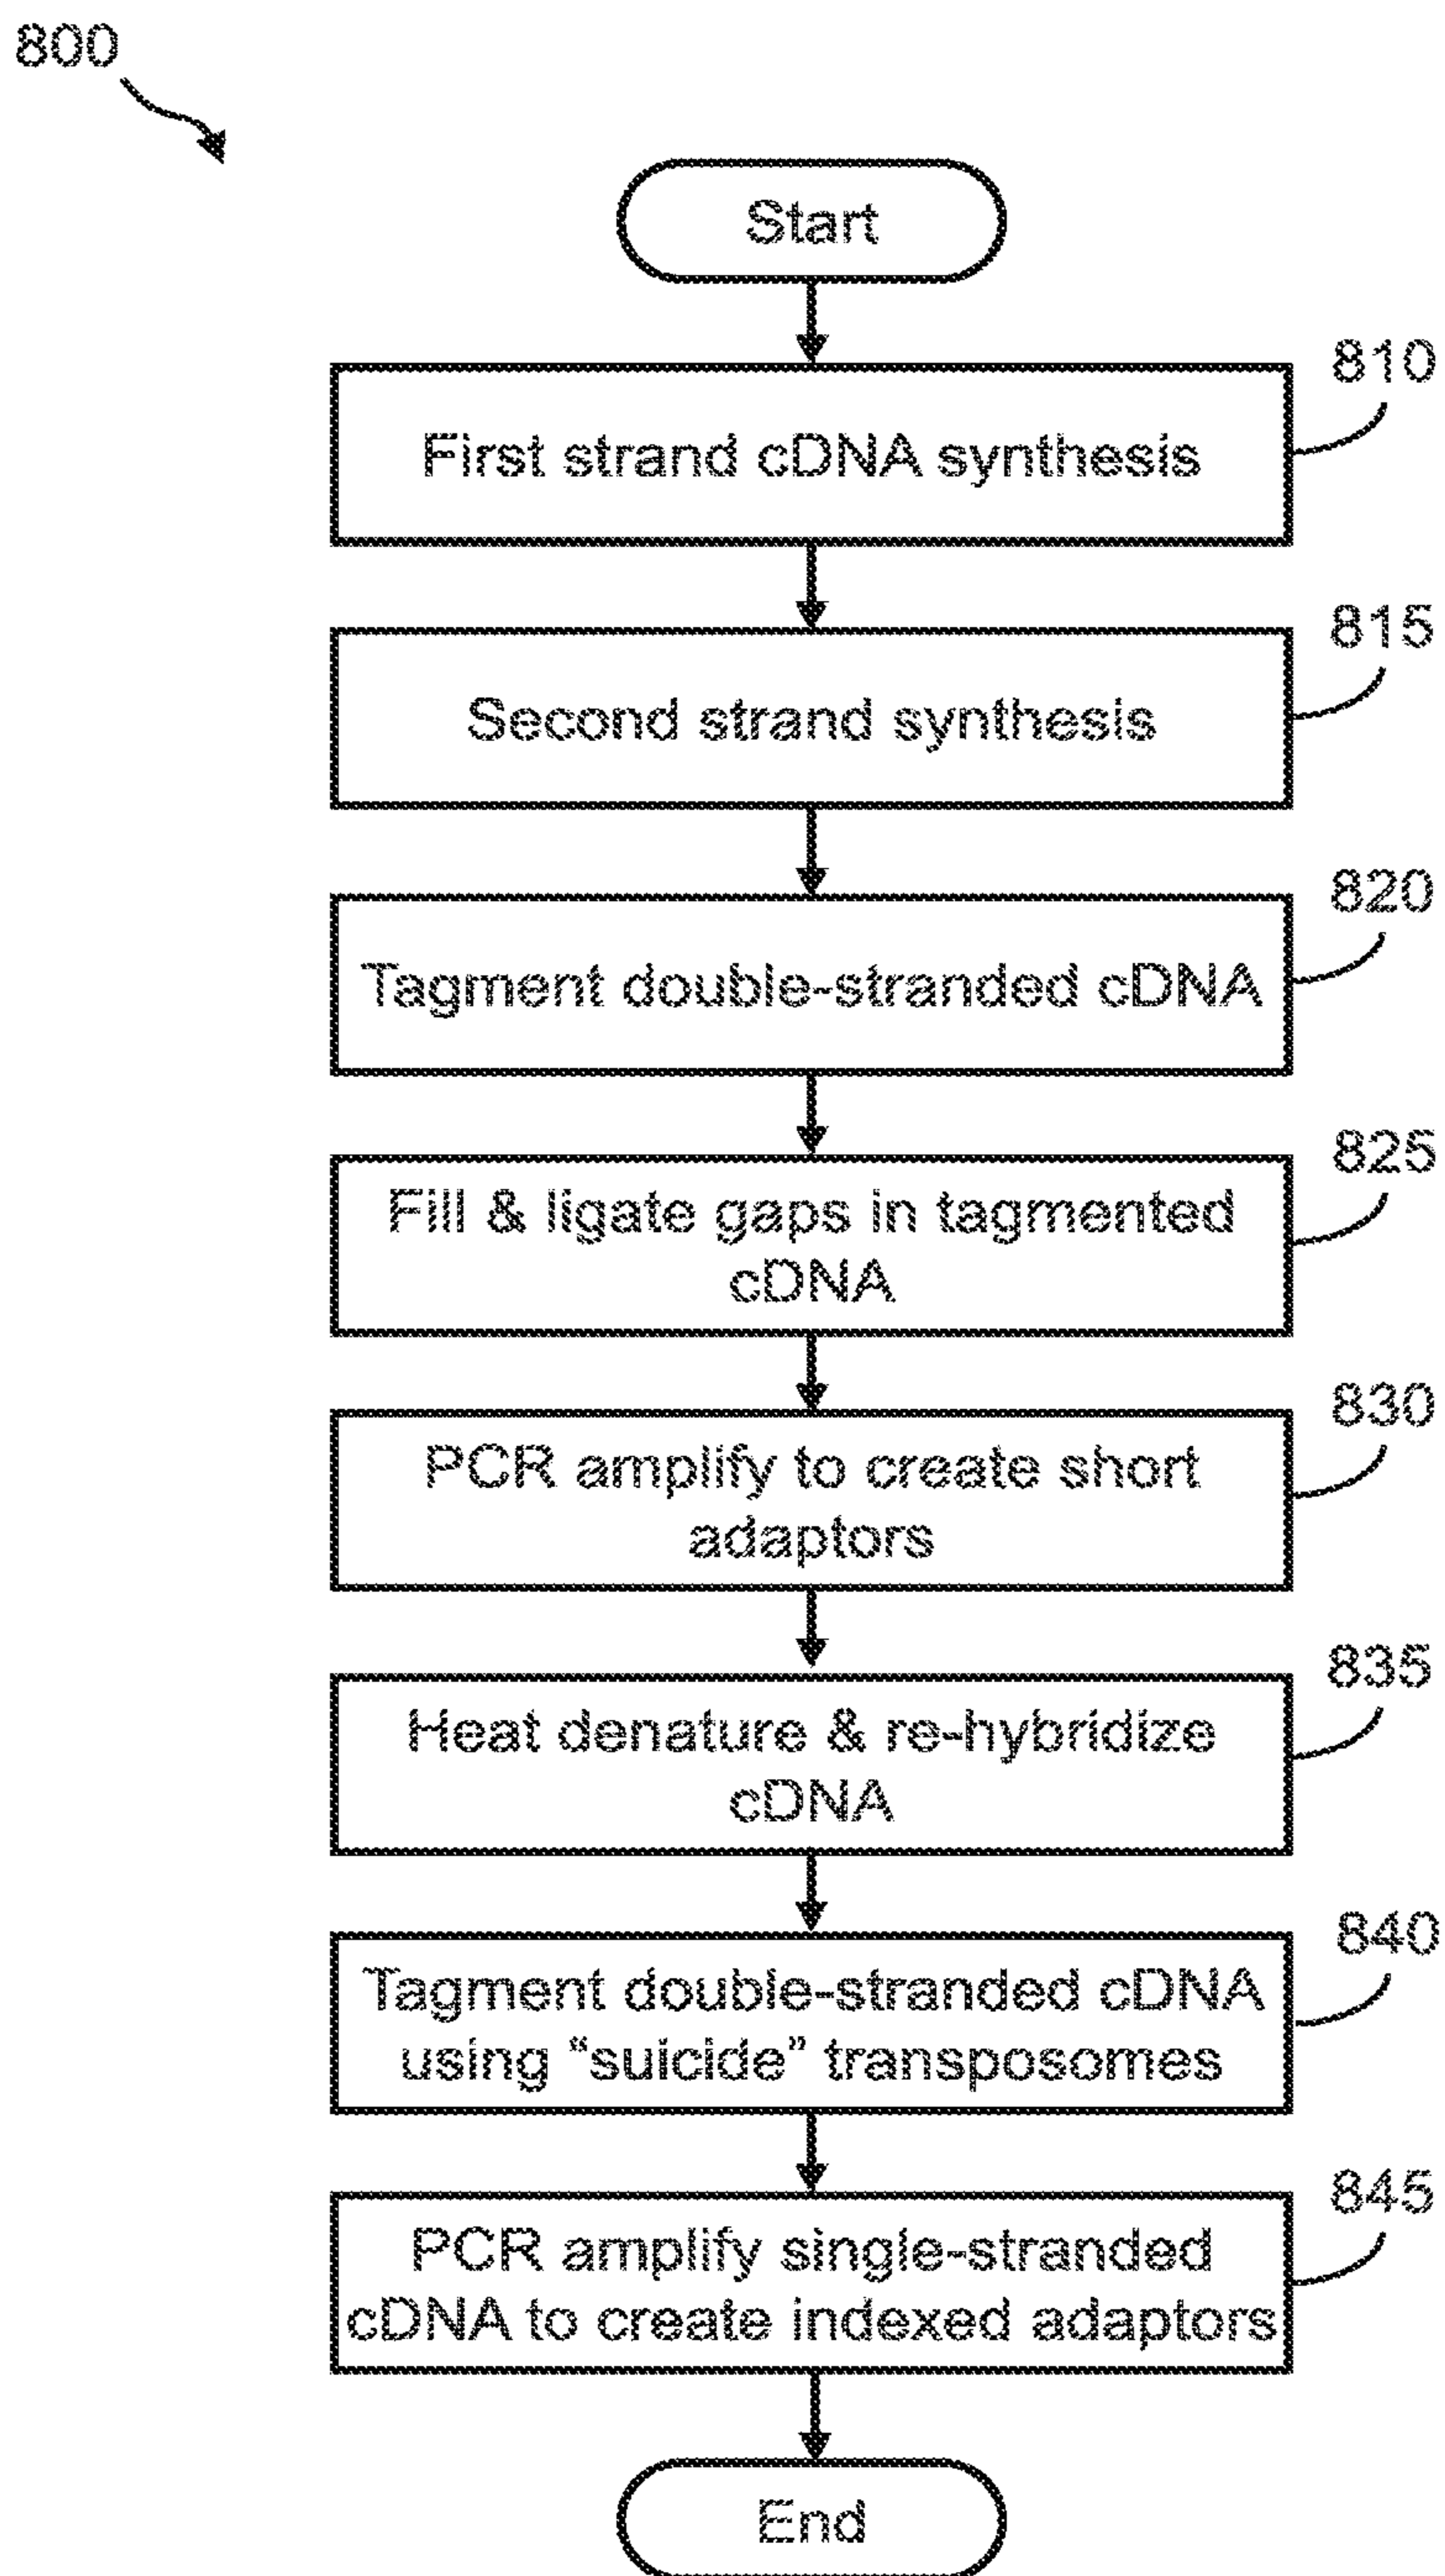 800
Start
810
First strand cDNA synthesis
815
Second strand synthesis
820
Tagment double-stranded cDNA
825
Fill & ligate gaps in tagmented
cDNA
830
PCR amplify to create short
adaptors
835
Heat denature & re-hybridize
cDNA
840
Tagment double-stranded cDNA
using “suicide” transposomes
845
PCR amplify single-stranded
cDNA to create indexed adaptors
End